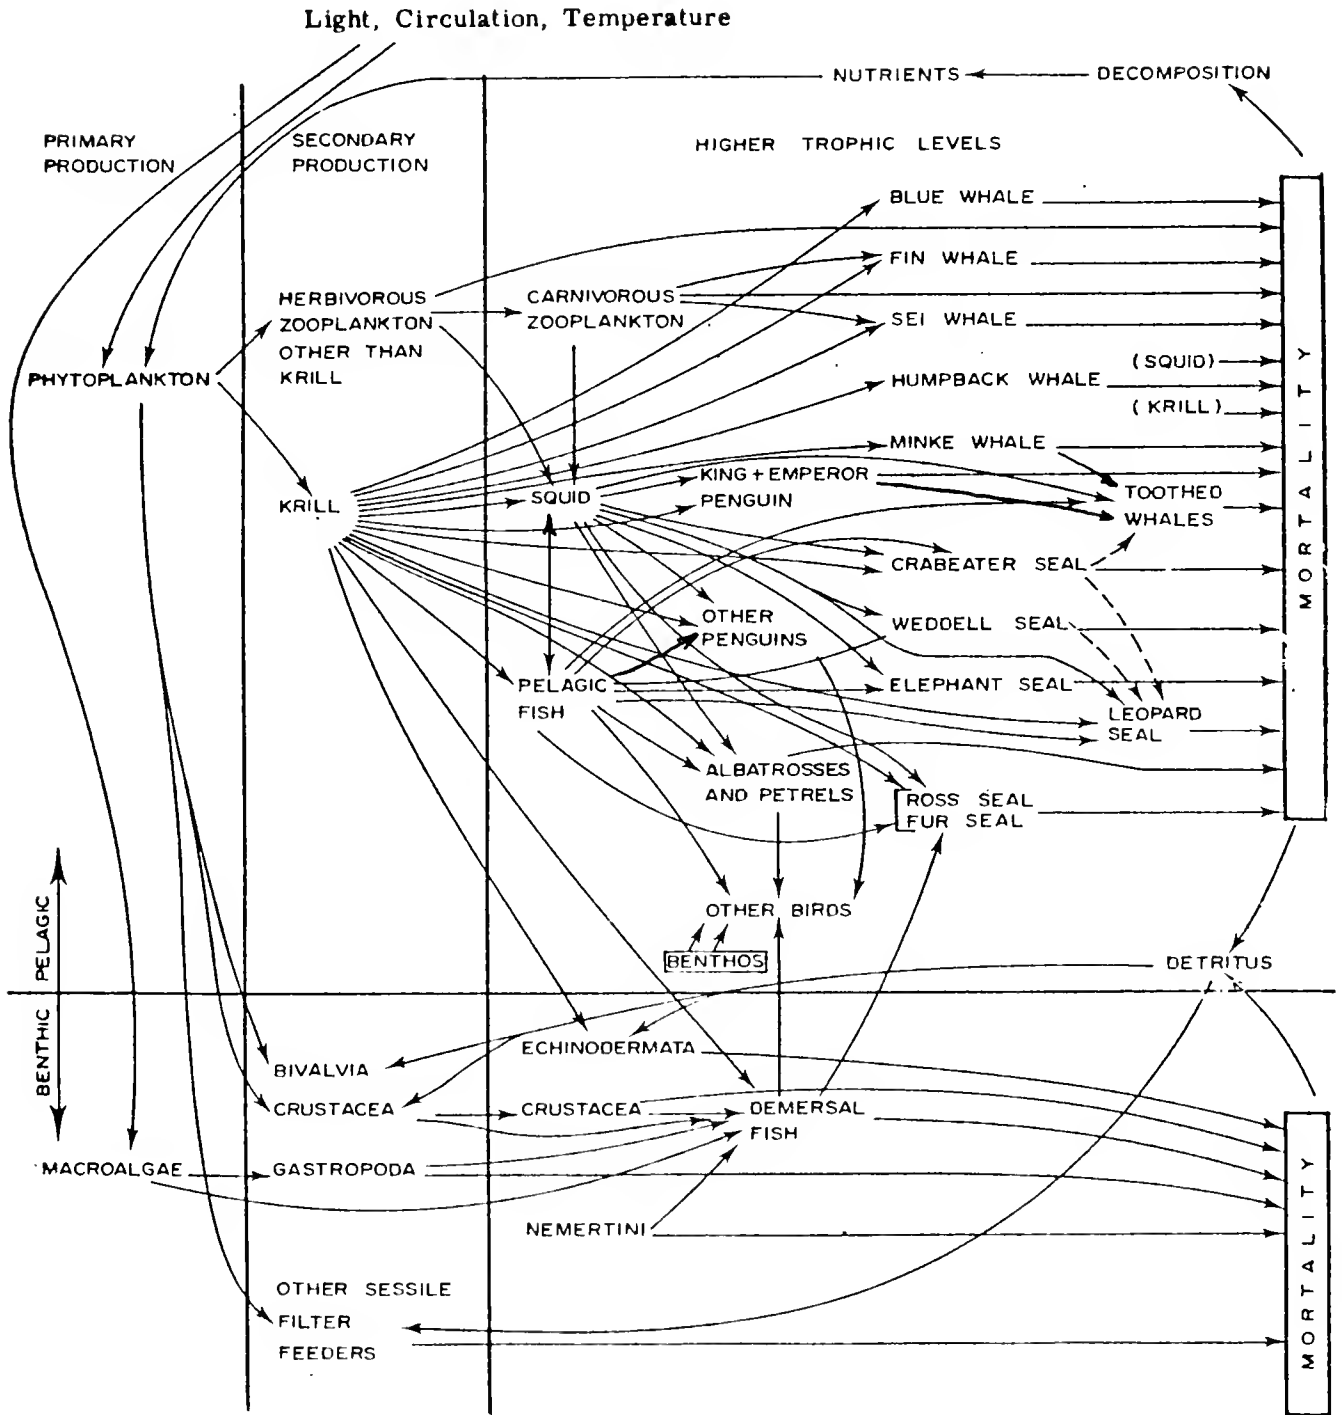 Light, Circulation, Temperature
NUTRIENTS
DECOMPOSITION
PRIMARY
PRODUCTION
SECONDARY
PRODUCTION
HIGHER TROPHIC LEVELS
BLUE WHALE
FIN WHALE
HERBIVOROUS
ZOOPLANKTON
OTHER THAN
KRILL
CARNIVOROUS
ZOOPLANKTON
SEI WHALE
(SQUID)
PHYTOPLANKTON
HUMPBACK WHALE
(KRILL)
MINKE WHALE
KING + EMPEROR
PENGUIN
TOOTHED
WHALES
KRILL
SQUID
CRABEATER SEAL
OTHER
PENGUINS
WEDDELL SEAL
PELAGIC
FISH
ELEPHANT SEAL
LEOPARD
SEAL
ALBATROSSES
AND PETRELS
ROSS SEAL
FUR SEAL
MORTALITY
OTHER BIRDS
BENTHOS
DETRITUS
PELAGIC
BENTHIC
ECHINODERMATA
BIVALVIA
CRUSTACEA
CRUSTACEA
DEMERSAL
FISH
MACROALGAE
GASTROPODA
NEMERTINI
OTHER SESSILE
FILTER
FEEDERS
MORTALITY